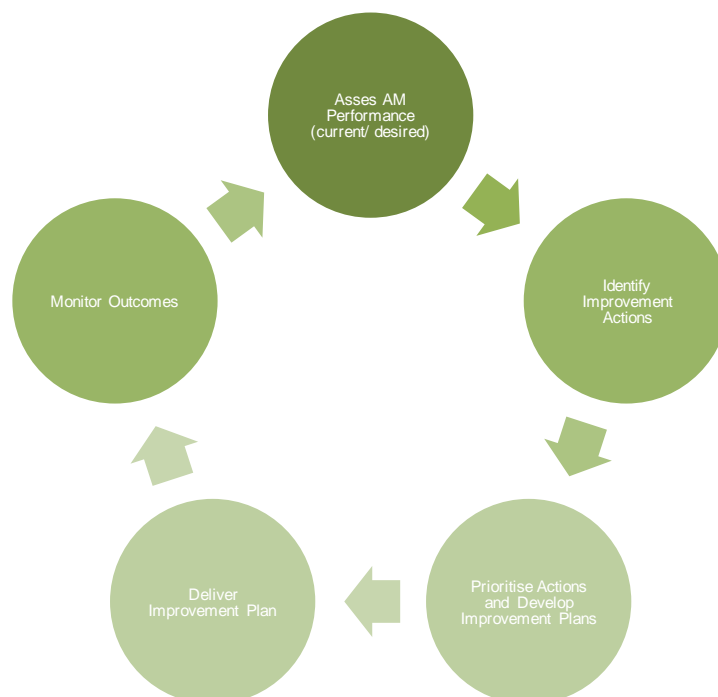 Asses AM
Performance
(current/ desired)
Identify
Improvement
Actions
Prioritise Actions
and Develop
Improvement Plans
Deliver
Improvement Plan
Monitor Outcomes